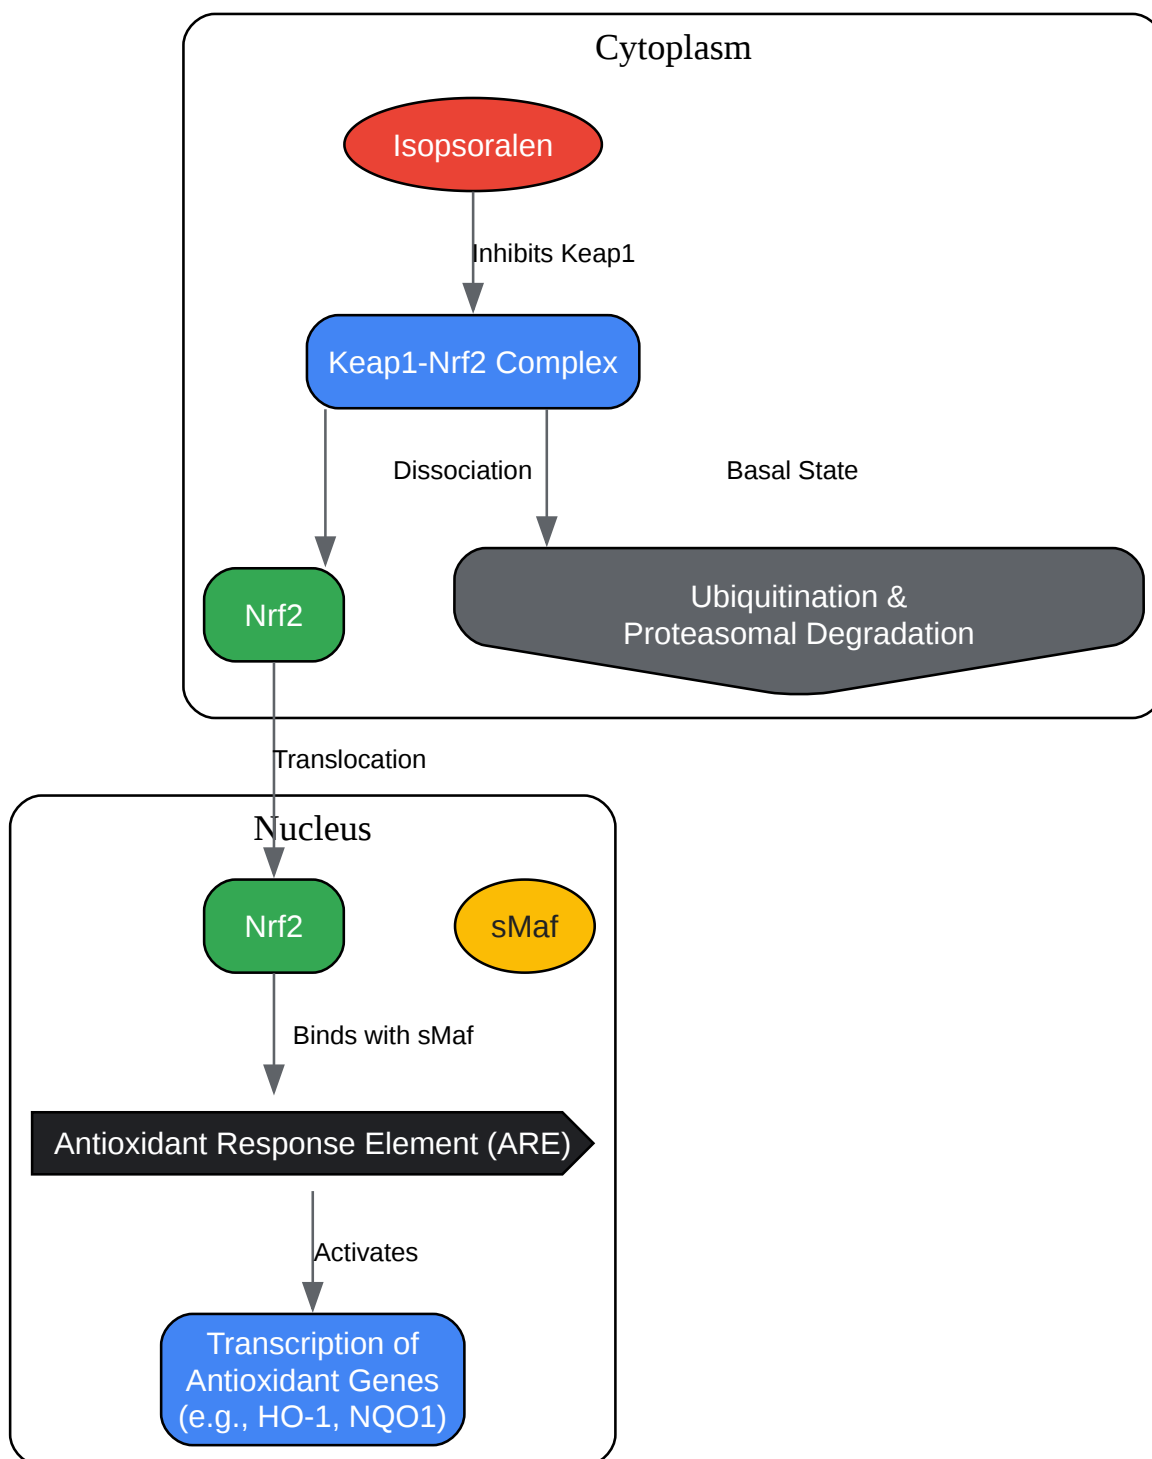 Cytoplasm
Isopsoralen
Inhibits Keap1
Keap1-Nrf2 Complex
Dissociation
Basal State
Nrf2
Ubiquitination &
Proteasomal Degradation
Translocation
Nucleus
Nrf2
sMaf
Binds with sMaf
Antioxidant Response Element (ARE)
Activates
Transcription of
Antioxidant Genes
(e.g., HO-1, NQO1)